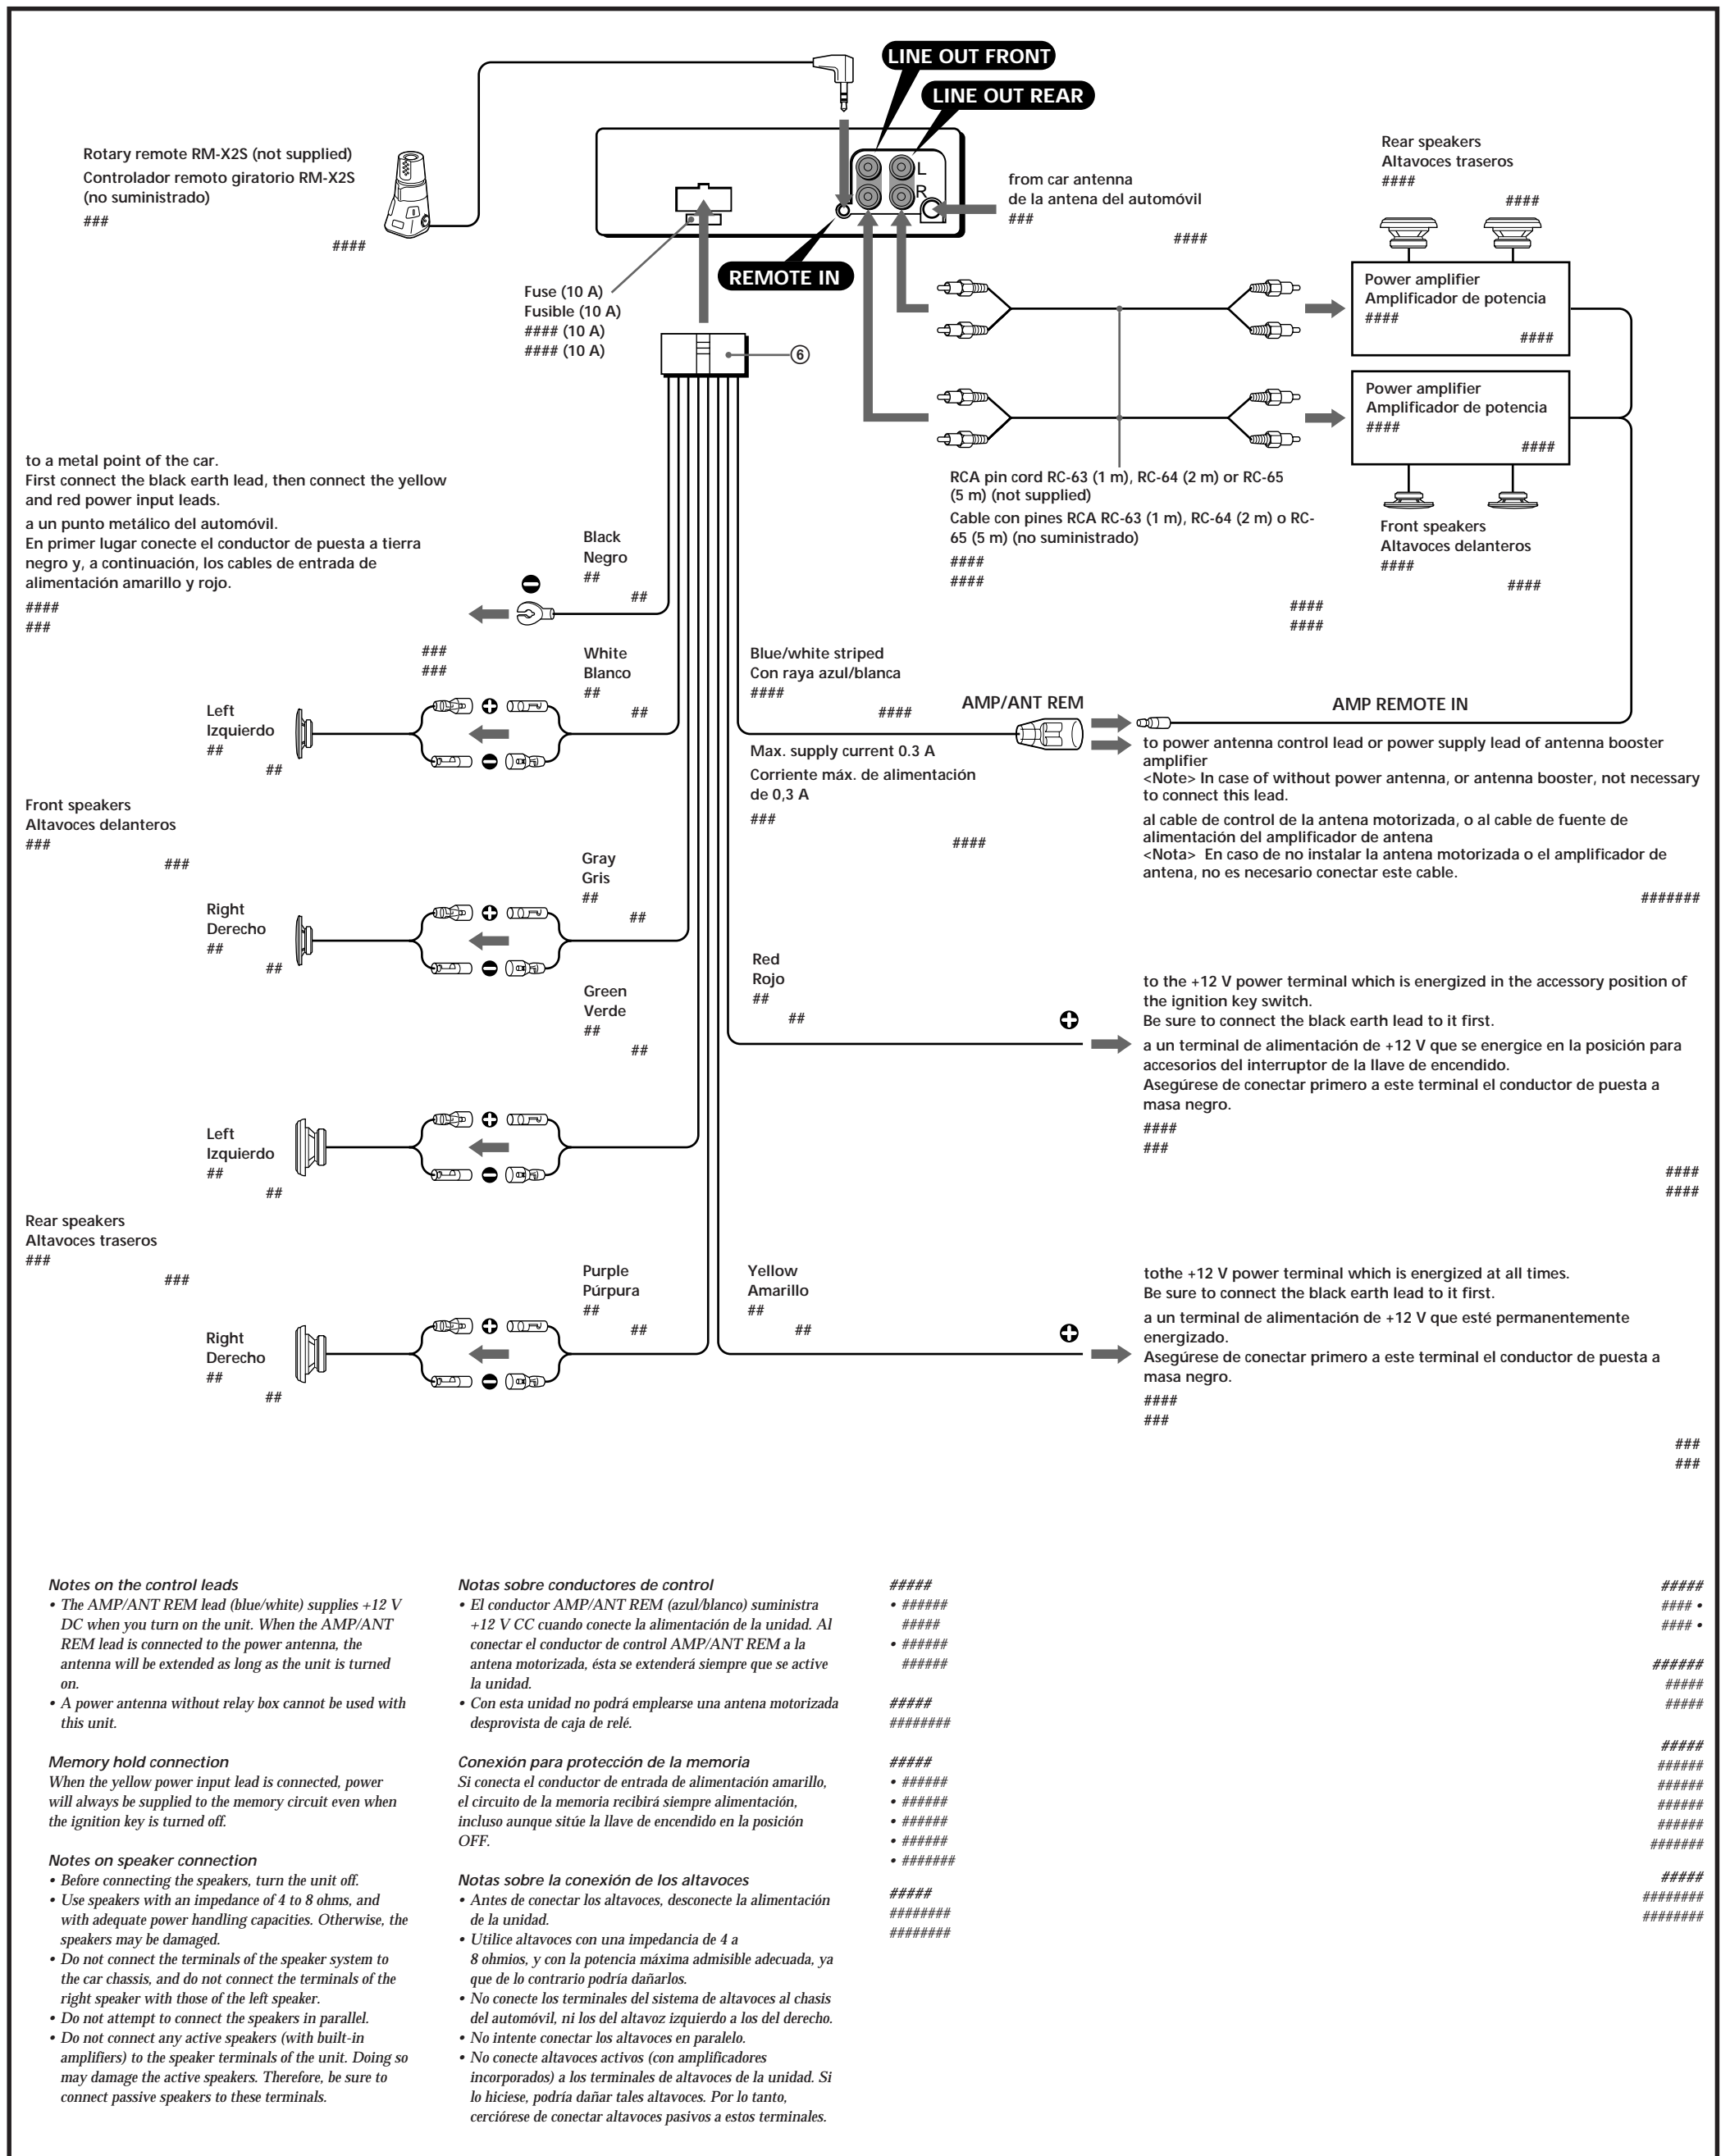 LINE OUT FRONT
LINE OUT REAR
L
R
REMOTE IN
Rotary remote RM-X2S (not supplied)
Controlador remoto giratorio RM-X2S
(no suministrado)
###
####
Fuse (10 A)
Fusible (10 A)
#### (10 A)
#### (10 A)
6
from car antenna
de la antena del automóvil
###
####
Rear speakers
Altavoces traseros
####
####
Power amplifier
Amplificador de potencia
####
####
Power amplifier
Amplificador de potencia
####
####
Front speakers
Altavoces delanteros
####
####
RCA pin cord RC-63 (1 m), RC-64 (2 m) or RC-65
(5 m) (not supplied)
Cable con pines RCA RC-63 (1 m), RC-64 (2 m) o RC-
65 (5 m) (no suministrado)
####
####
####
####
to a metal point of the car.
First connect the black earth lead, then connect the yellow
and red power input leads.
a un punto metálico del automóvil.
En primer lugar conecte el conductor de puesta a tierra
negro y, a continuación, los cables de entrada de
alimentación amarillo y rojo.
####
###
###
###
Black
Negro
##
##
White
Blanco
##
##
Left
Izquierdo
##
##
Front speakers
Altavoces delanteros
###
###
Gray
Gris
##
##
Right
Derecho
##
##
Green
Verde
##
##
Left
Izquierdo
##
##
Rear speakers
Altavoces traseros
###
###
Purple
Púrpura
##
##
Right
Derecho
##
##
Blue/white striped
Con raya azul/blanca
####
####
Max. supply current 0.3 A
Corriente máx. de alimentación
de 0,3 A
###
####
AMP/ANT REM
AMP REMOTE IN
to power antenna control lead or power supply lead of antenna booster
amplifier
<Note> In case of without power antenna, or antenna booster, not necessary
to connect this lead.
al cable de control de la antena motorizada, o al cable de fuente de
alimentación del amplificador de antena
<Nota> En caso de no instalar la antena motorizada o el amplificador de
antena, no es necesario conectar este cable.
#######
Red
Rojo
##
##
to the +12 V power terminal which is energized in the accessory position of
the ignition key switch.
Be sure to connect the black earth lead to it first.
a un terminal de alimentación de +12 V que se energice en la posición para
accesorios del interruptor de la llave de encendido.
Asegúrese de conectar primero a este terminal el conductor de puesta a
masa negro.
####
###
####
####
Yellow
Amarillo
##
##
tothe +12 V power terminal which is energized at all times.
Be sure to connect the black earth lead to it first.
a un terminal de alimentación de +12 V que esté permanentemente
energizado.
Asegúrese de conectar primero a este terminal el conductor de puesta a
masa negro.
####
###
###
###
Notes on the control leads
• The AMP/ANT REM lead (blue/white) supplies +12 V
DC when you turn on the unit. When the AMP/ANT
REM lead is connected to the power antenna, the
antenna will be extended as long as the unit is turned
on.
• A power antenna without relay box cannot be used with
this unit.
Memory hold connection
When the yellow power input lead is connected, power
will always be supplied to the memory circuit even when
the ignition key is turned off.
Notes on speaker connection
• Before connecting the speakers, turn the unit off.
• Use speakers with an impedance of 4 to 8 ohms, and
with adequate power handling capacities. Otherwise, the
speakers may be damaged.
• Do not connect the terminals of the speaker system to
the car chassis, and do not connect the terminals of the
right speaker with those of the left speaker.
• Do not attempt to connect the speakers in parallel.
• Do not connect any active speakers (with built-in
amplifiers) to the speaker terminals of the unit. Doing so
may damage the active speakers. Therefore, be sure to
connect passive speakers to these terminals.
Notas sobre conductores de control
• El conductor AMP/ANT REM (azul/blanco) suministra
+12 V CC cuando conecte la alimentación de la unidad. Al
conectar el conductor de control AMP/ANT REM a la
antena motorizada, ésta se extenderá siempre que se active
la unidad.
• Con esta unidad no podrá emplearse una antena motorizada
desprovista de caja de relé.
Conexión para protección de la memoria
Si conecta el conductor de entrada de alimentación amarillo,
el circuito de la memoria recibirá siempre alimentación,
incluso aunque sitúe la llave de encendido en la posición
OFF.
Notas sobre la conexión de los altavoces
• Antes de conectar los altavoces, desconecte la alimentación
de la unidad.
• Utilice altavoces con una impedancia de 4 a
8 ohmios, y con la potencia máxima admisible adecuada, ya
que de lo contrario podría dañarlos.
• No conecte los terminales del sistema de altavoces al chasis
del automóvil, ni los del altavoz izquierdo a los del derecho.
• No intente conectar los altavoces en paralelo.
• No conecte altavoces activos (con amplificadores
incorporados) a los terminales de altavoces de la unidad. Si
lo hiciese, podría dañar tales altavoces. Por lo tanto,
cerciórese de conectar altavoces pasivos a estos terminales.
#####
• ######
#####
• ######
######
#####
########
#####
• ######
• ######
• ######
• ######
• #######
#####
########
########
#####
#### •
#### •
######
#####
#####
#####
######
######
######
######
#######
#####
########
########